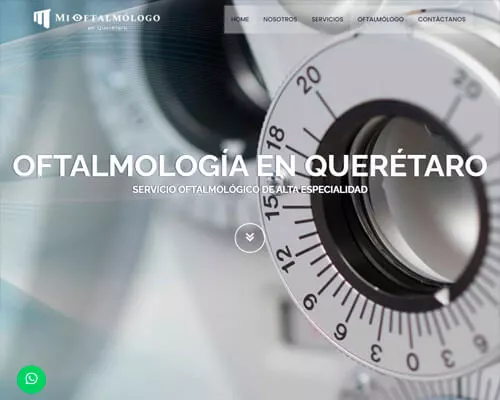 Mi Oftalmologo
en Querétaro
HOME NOSOTROS SERVICIOS OFTALMÓLOGO CONTÁCTANOS
OFTALMOLOGÍA EN QUERÉTARO
SERVICIO OFTALMOLÓGICO DE ALTA ESPECIALIDAD
20
18
15
12
9
6
3
0
3
6
9
20